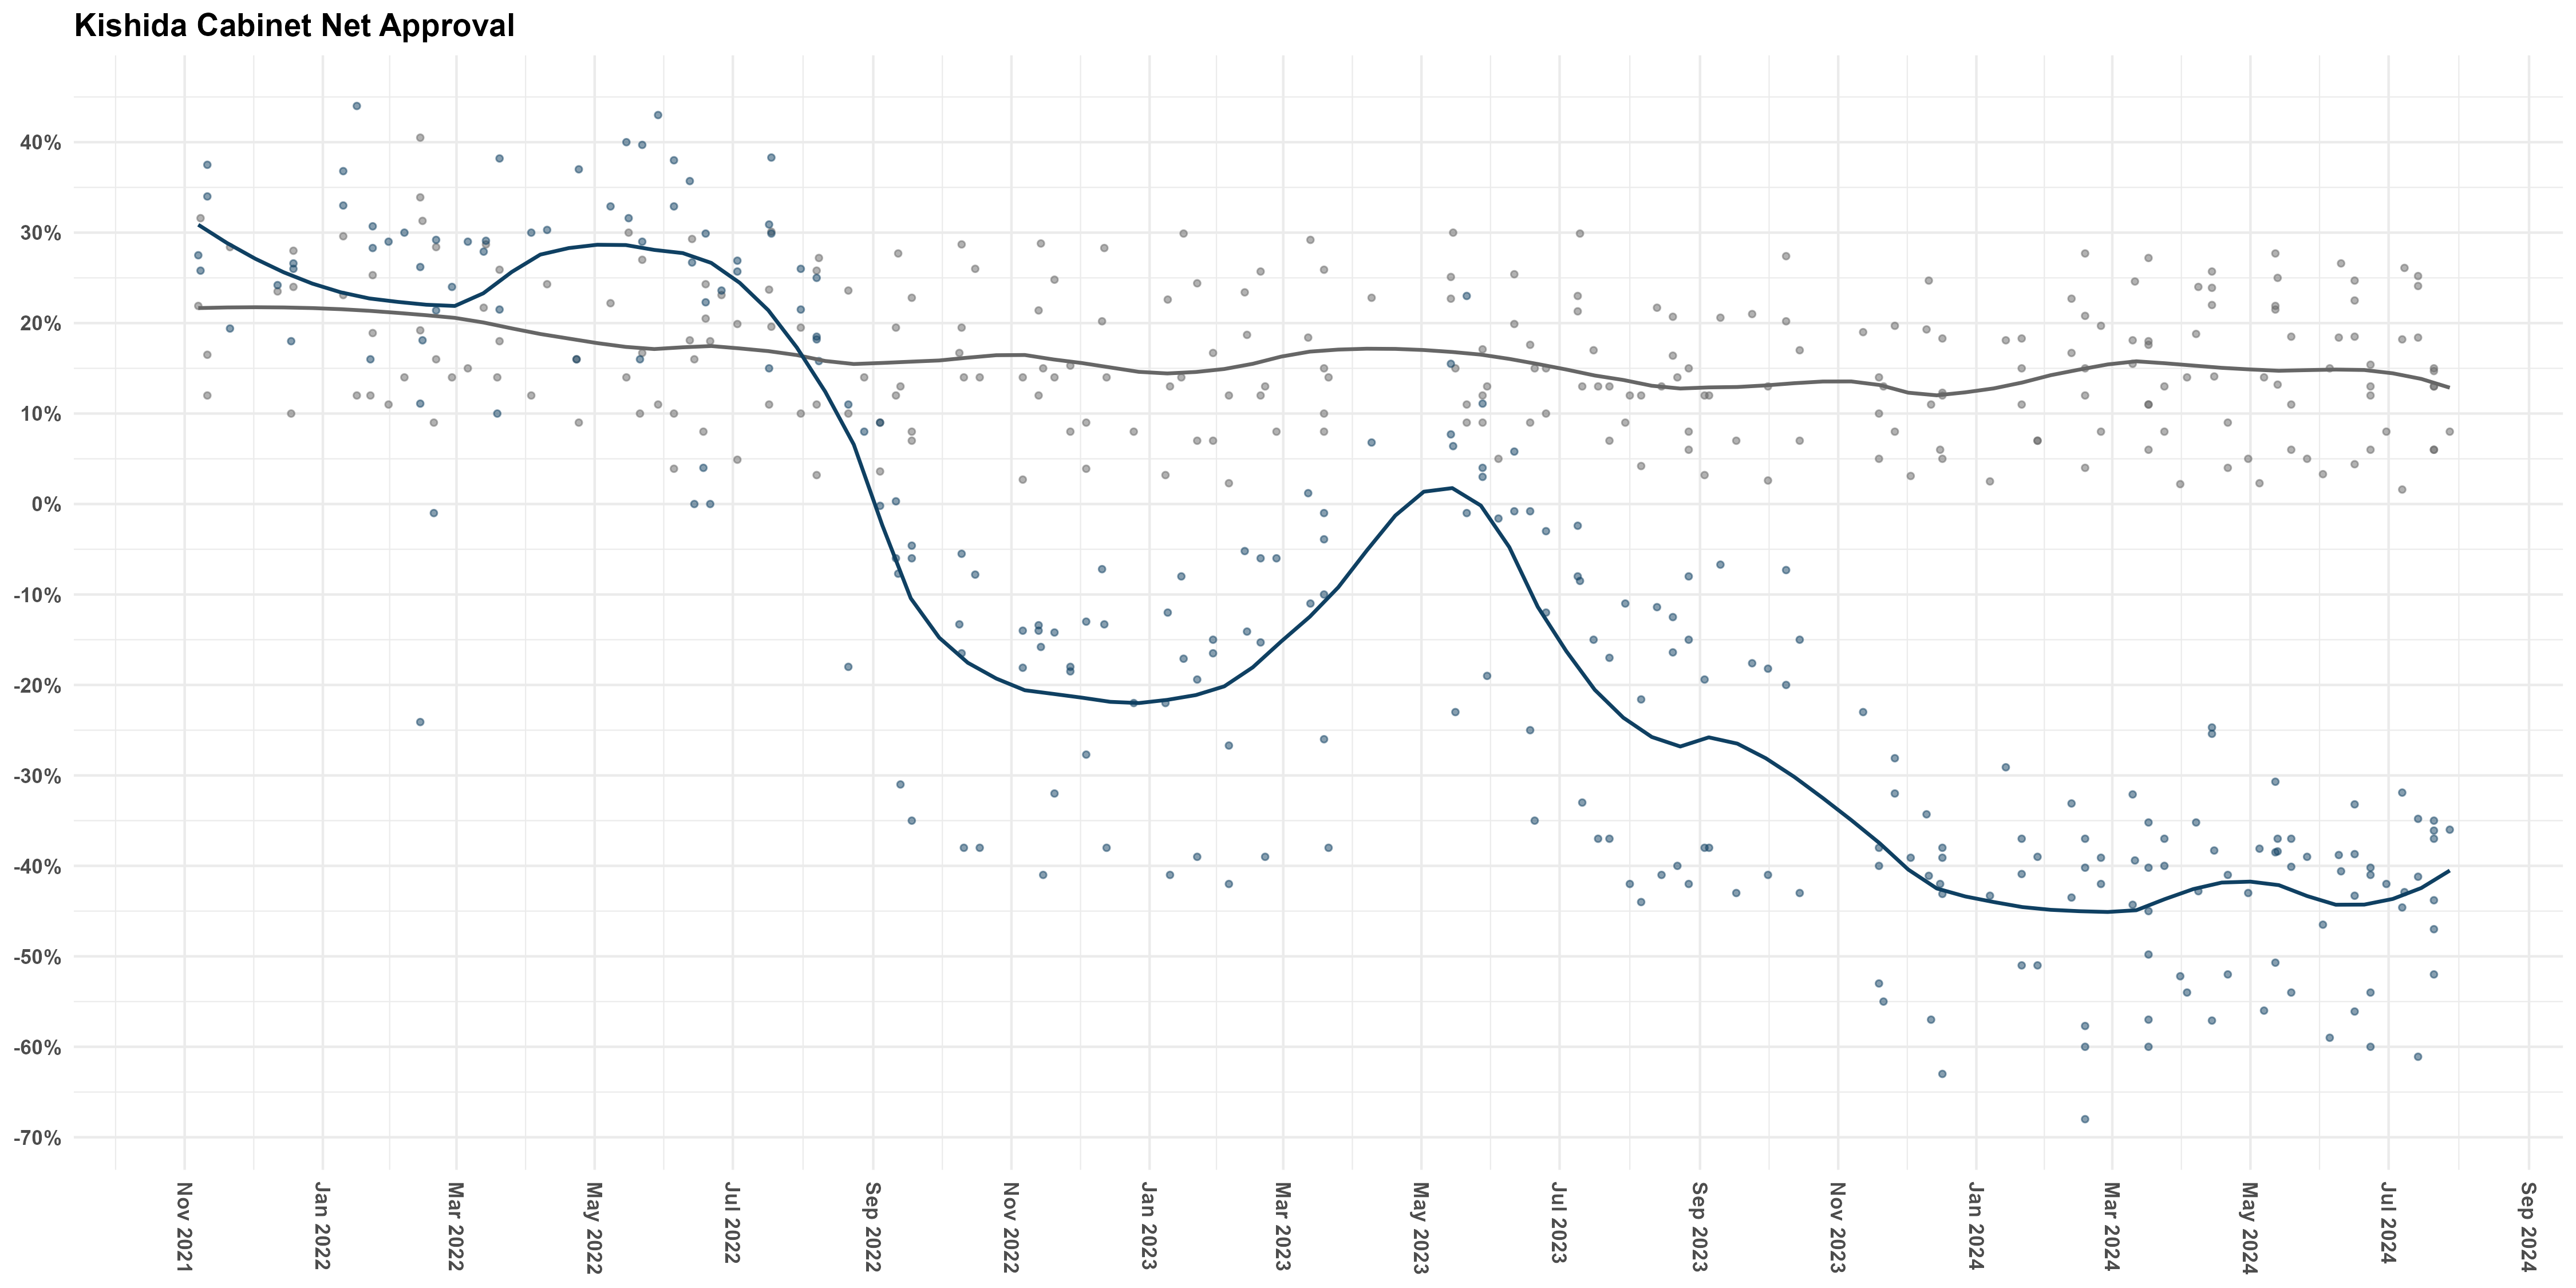 Kishida Cabinet Net Approval
40%
30%
20%
10%
0%
-10%
-20%
-30%
-40%
-50%
-60%
-70%
Nov 2021
Jan 2022
Mar 2022
May 2022
Jul 2022
Sep 2022
Nov 2022
Jan 2023
Mar 2023
May 2023
Jul 2023
Sep 2023
Nov 2023
Jan 2024
Mar 2024
May 2024
Jul 2024
Sep 2024